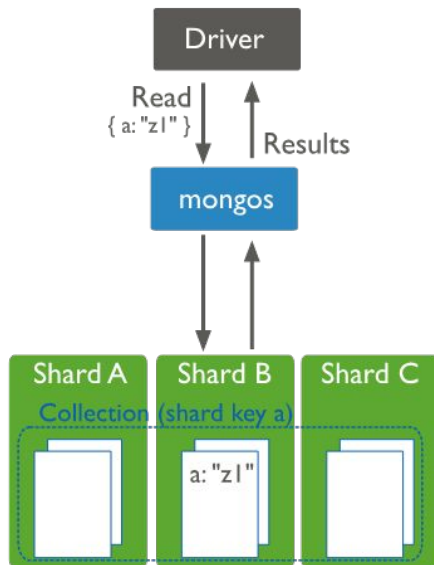 Driver
Read
{ a: "z1" }
Results
mongos
Shard A
Shard B
Shard C
Collection (shard key a)
a: "z1"